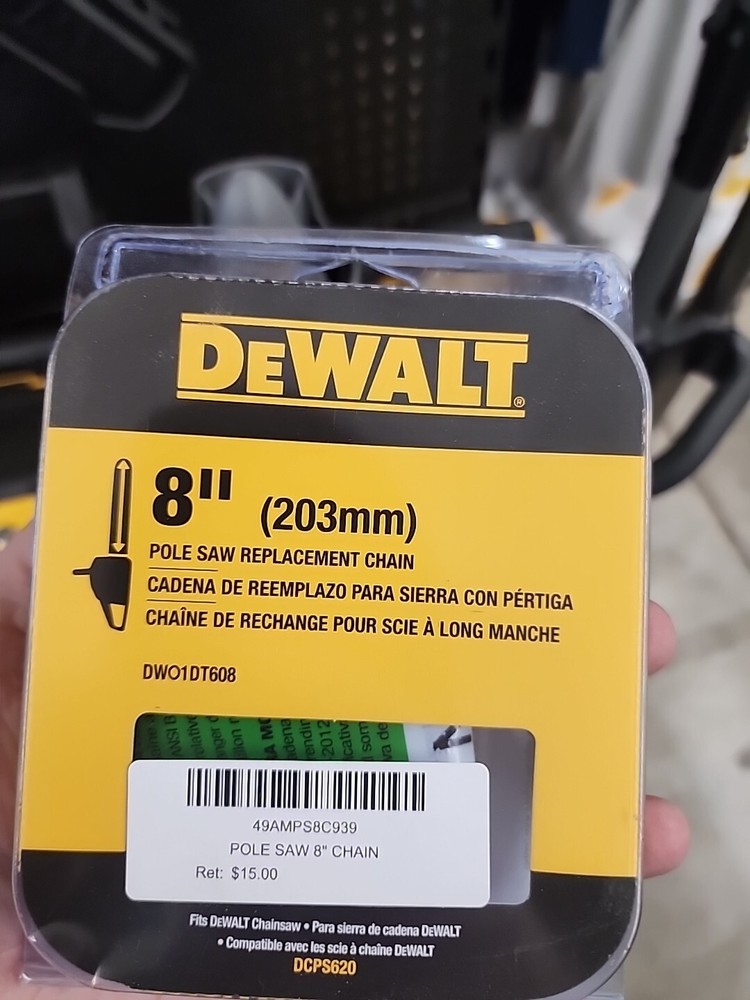 DEWALT®
8" (203mm)
POLE SAW REPLACEMENT CHAIN
CADENA DE REEMPLAZO PARA SIERRA CON PÉRTIGA
CHAÎNE DE RECHANGE POUR SCIE À LONG MANCHE
DWO1DT608
49AMPS8C939
POLE SAW 8" CHAIN
Ret: $15.00
Fits DEWALT Chainsaw • Para sierra de cadena DEWALT
• Compatible avec les scie à chaîne DEWALT
DCPS620